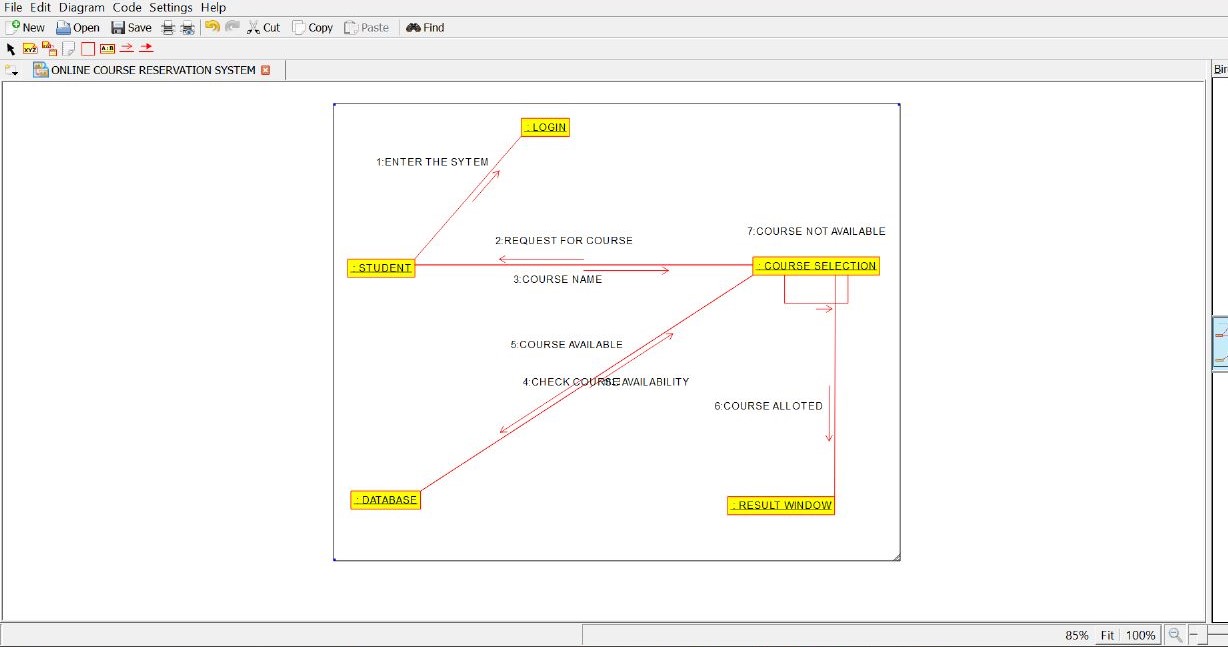 File Edit Diagram Code Settings Help
New Open Save Cut Copy Paste Find
XYZ A:B
ONLINE COURSE RESERVATION SYSTEM
: LOGIN
1:ENTER THE SYTEM
7:COURSE NOT AVAILABLE
2:REQUEST FOR COURSE
: STUDENT
: COURSE SELECTION
3:COURSE NAME
5:COURSE AVAILABLE
4:CHECK COURSE AVAILABILITY
6:COURSE ALLOTED
: DATABASE
: RESULT WINDOW
85% Fit 100%